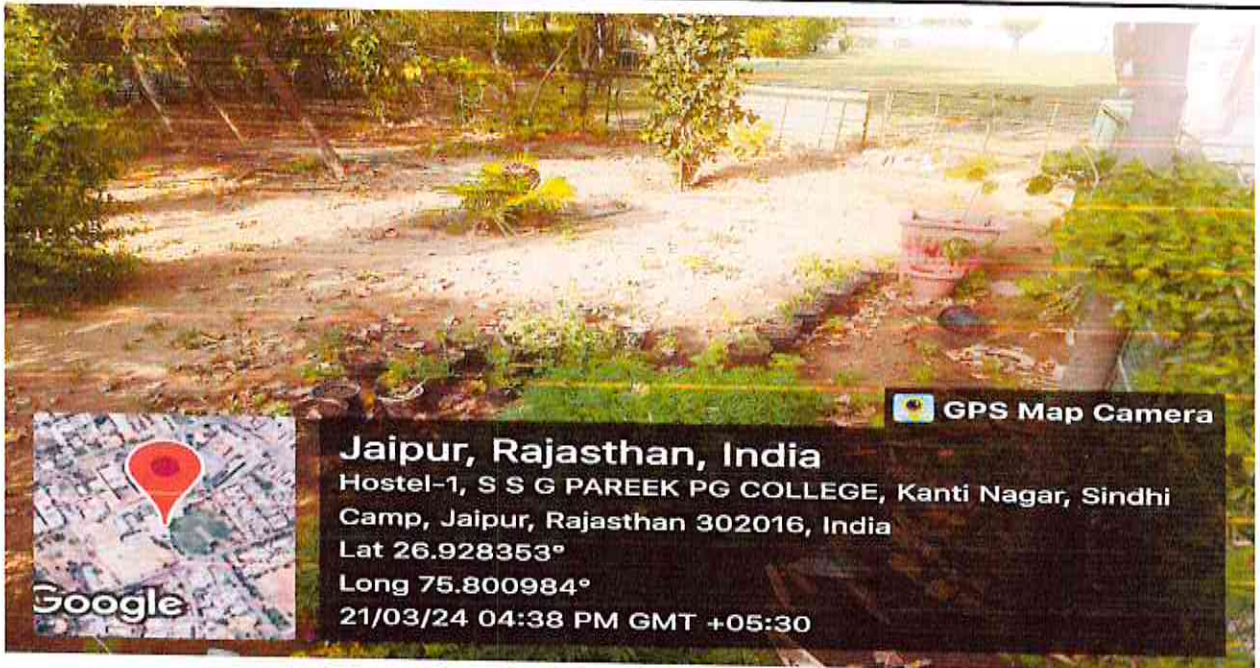 GPS Map Camera
Jaipur, Rajasthan, India
Hostel-1, S S G PAREEK PG COLLEGE, Kanti Nagar, Sindhi
Camp, Jaipur, Rajasthan 302016, India
Lat 26.928353°
Long 75.800984°
21/03/24 04:38 PM GMT +05:30
Google